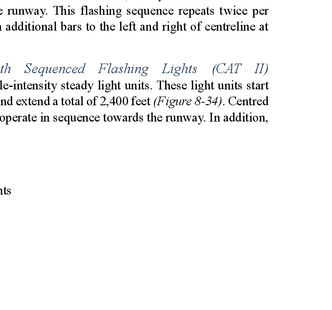 e runway. This flashing sequence repeats twice per
additional bars to the left and right of centreline at
th Sequenced Flashing Lights (CAT II)
le-intensity steady light units. These light units start
nd extend a total of 2,400 feet (Figure 8-34). Centred
operate in sequence towards the runway. In addition,
nts